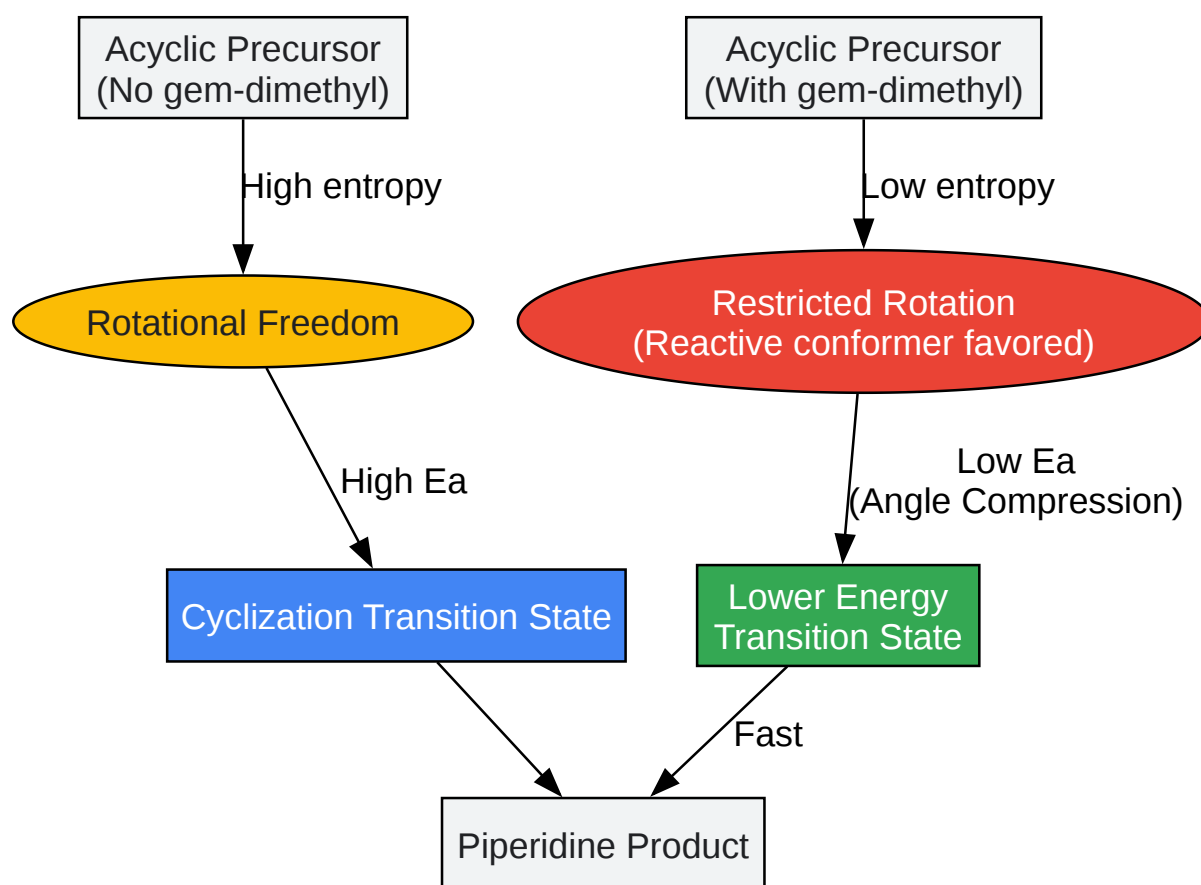 Acyclic Precursor
(No gem-dimethyl)
Acyclic Precursor
(With gem-dimethyl)
High entropy
Low entropy
Rotational Freedom
Restricted Rotation
(Reactive conformer favored)
High Ea
Low Ea
(Angle Compression)
Cyclization Transition State
Lower Energy
Transition State
Fast
Piperidine Product